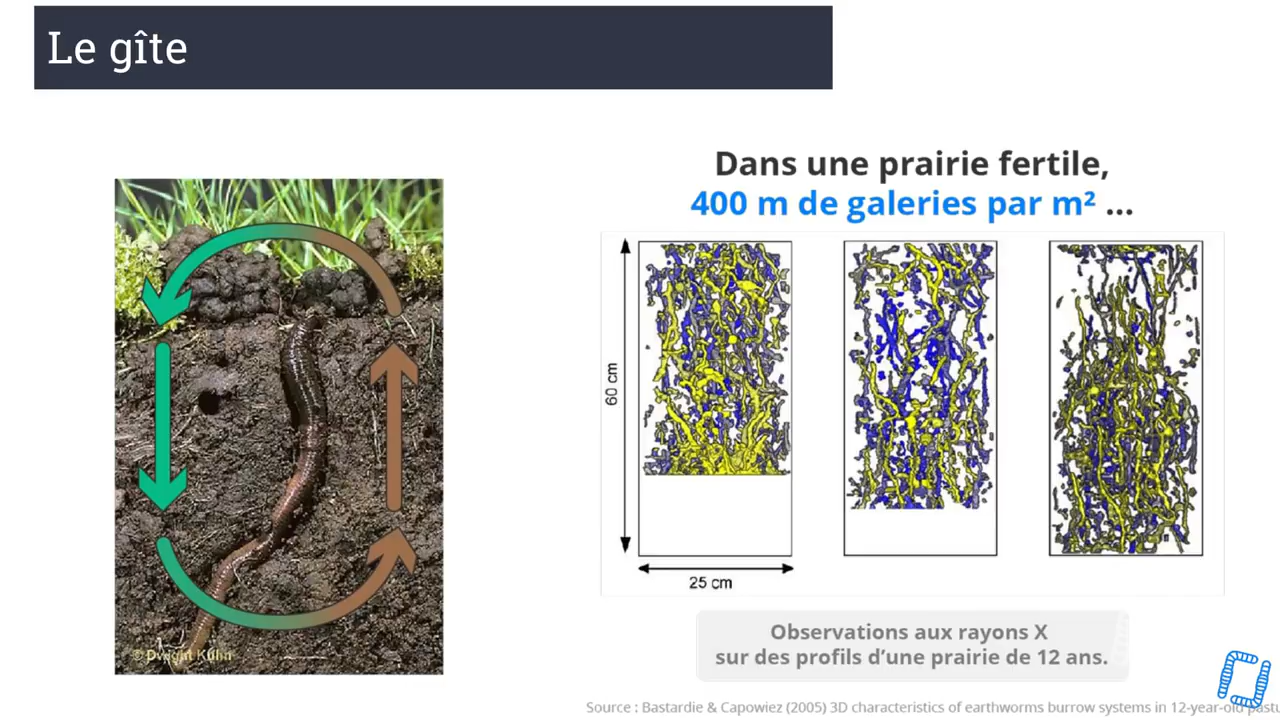 Le gîte
Dans une prairie fertile,
400 m de galeries par m² ...
60 cm
25 cm
Observations aux rayons X
sur des profils d’une prairie de 12 ans.
© Dwight Kuhn
Source : Bastardie & Capowiez (2005) 3D characteristics of earthworms burrow systems in 12-year-old pastu